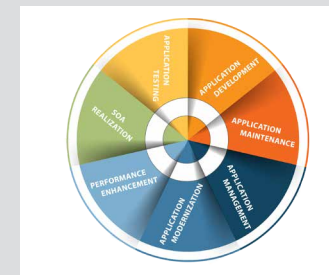 APPLICATION
TESTING
APPLICATION
DEVELOPMENT
APPLICATION
MAINTENANCE
APPLICATION
MANAGEMENT
APPLICATION
MODERNIZATION
PERFORMANCE
ENHANCEMENT
SOA
REALIZATION